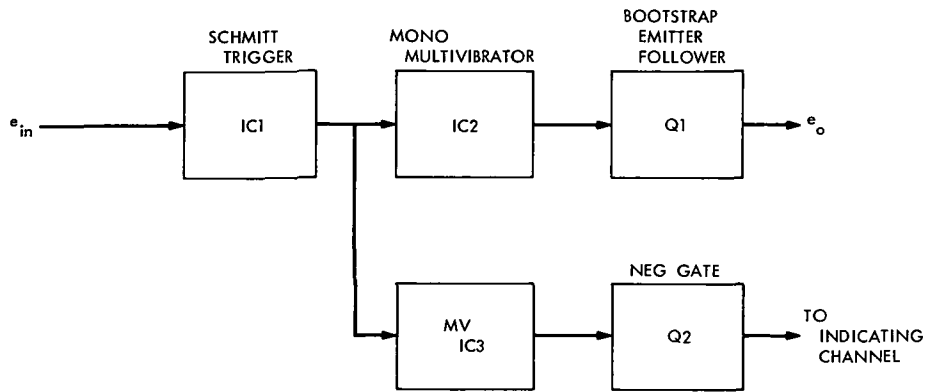 SCHMITT
TRIGGER
MONO
MULTIVIBRATOR
BOOTSTRAP
EMITTER
FOLLOWER
e_in
IC1
IC2
Q1
e_o
NEG GATE
MV
IC3
Q2
TO
INDICATING
CHANNEL